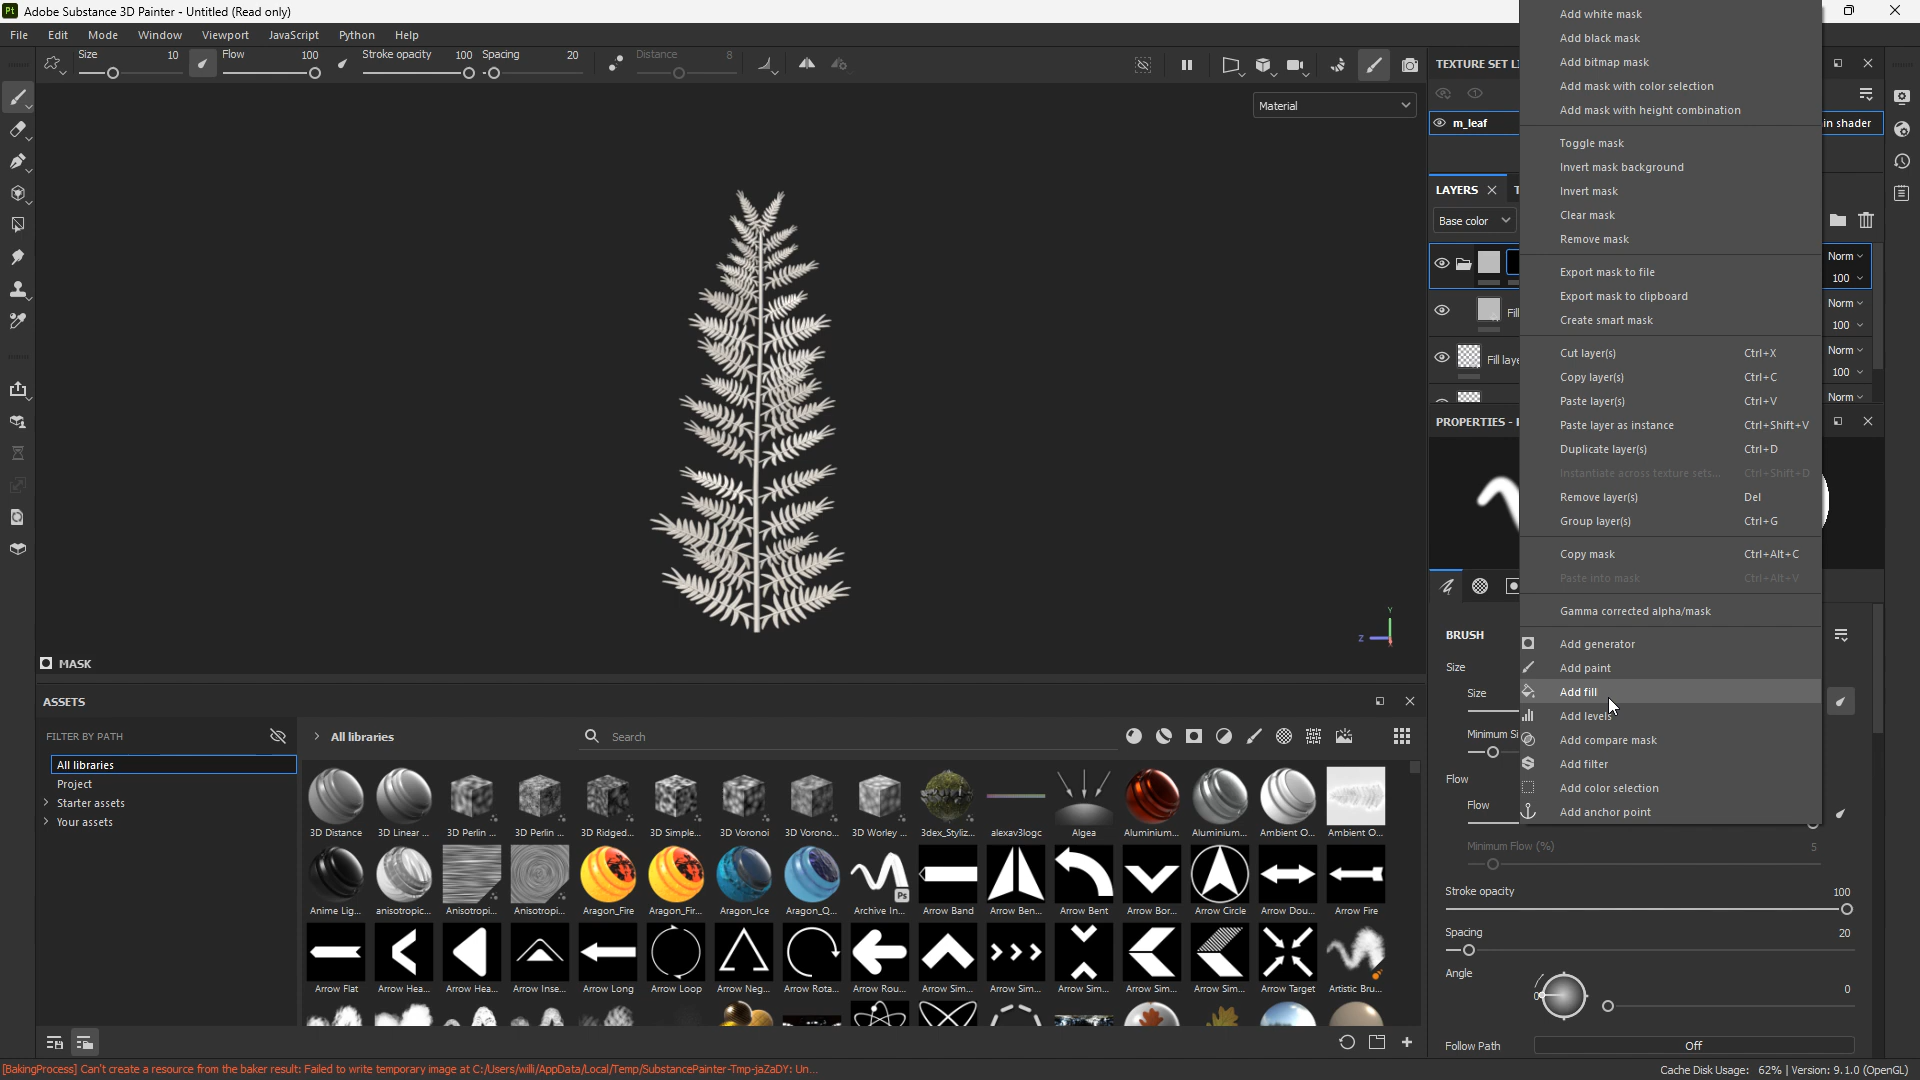 Pt Adobe Substance 3D Painter - Untitled (Read only)
File Edit Mode Window Viewport JavaScript Python Help
Size 10 Flow 100 Stroke opacity 100 Spacing 20 Distance 8
Material
MASK
Y
Z
X
TEXTURE SET LI
m_leaf
in shader
LAYERS
T
Base color
Norm
100
Fill
Norm
100
Fill laye
Norm
100
Norm
PROPERTIES -
BRUSH
Size
Size
Minimum Si
Flow
Flow
Minimum Flow (%) 5
Stroke opacity 100
Spacing 20
Angle
0 0
Follow Path Off
Add white mask
Add black mask
Add bitmap mask
Add mask with color selection
Add mask with height combination
Toggle mask
Invert mask background
Invert mask
Clear mask
Remove mask
Export mask to file
Export mask to clipboard
Create smart mask
Cut layer(s) Ctrl+X
Copy layer(s) Ctrl+C
Paste layer(s) Ctrl+V
Paste layer as instance Ctrl+Shift+V
Duplicate layer(s) Ctrl+D
Instantiate across texture sets... Ctrl+Shift+D
Remove layer(s) Del
Group layer(s) Ctrl+G
Copy mask Ctrl+Alt+C
Paste into mask Ctrl+Alt+V
Gamma corrected alpha/mask
Add generator
Add paint
Add fill
Add levels
Add compare mask
Add filter
Add color selection
Add anchor point
ASSETS
FILTER BY PATH
All libraries
Project
Starter assets
Your assets
All libraries
Search
3D Distance 3D Linear ... 3D Perlin ... 3D Perlin ... 3D Ridged... 3D Simple... 3D Voronoi 3D Vorono... 3D Worley ... 3dex_Styliz... alexav3logc Algea Aluminium... Aluminium... Ambient O... Ambient O...
Ps
Anime Lig... anisotropic... Anisotropi... Anisotropi... Aragon_Fire Aragon_Fir... Aragon_Ice Aragon_Q... Archive In... Arrow Band Arrow Ben... Arrow Bent Arrow Bor... Arrow Circle Arrow Dou... Arrow Fire
Arrow Flat Arrow Hea... Arrow Hea... Arrow Inse... Arrow Long Arrow Loop Arrow Neg... Arrow Rota... Arrow Rou... Arrow Sim... Arrow Sim... Arrow Sim... Arrow Sim... Arrow Sim... Arrow Target Artistic Bru...
[BakingProcess] Can't create a resource from the baker result: Failed to write temporary image at C:/Users/willi/AppData/Local/Temp/SubstancePainter-Tmp-jaZaDY: Un...
Cache Disk Usage: 62% | Version: 9.1.0 (OpenGL)